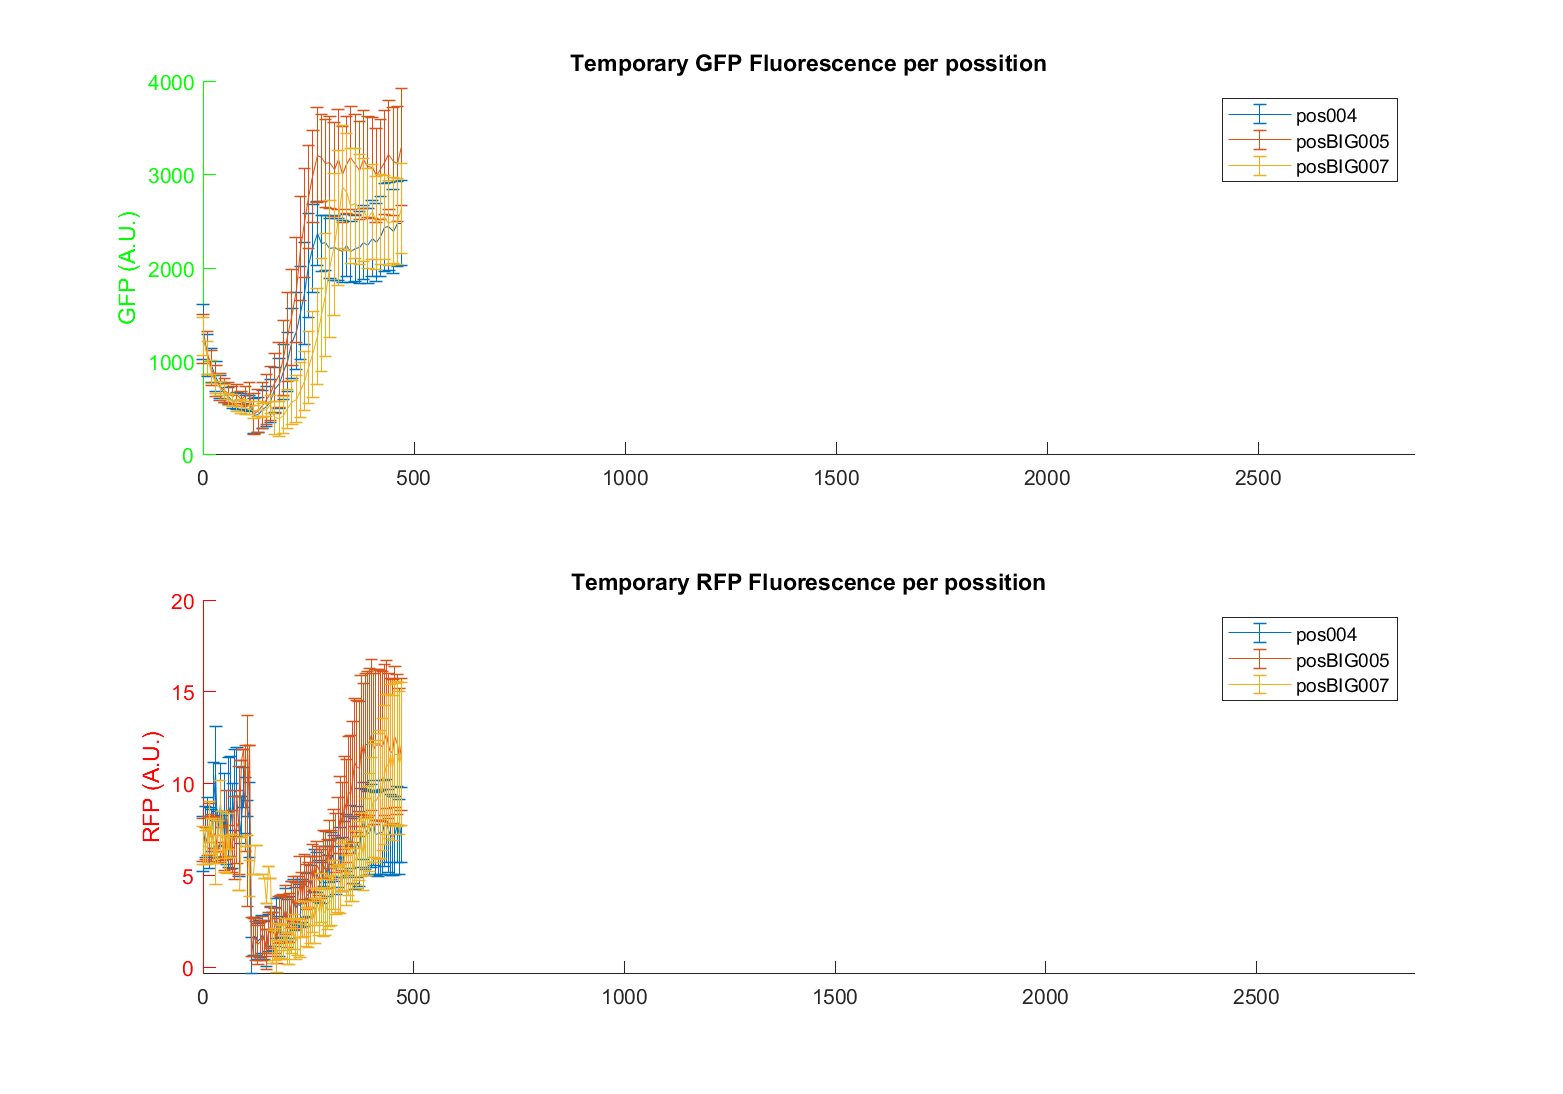 Temporary GFP Fluorescence per possition
4000
3000
2000
1000
0
GFP (A.U.)
0 500 1000 1500 2000 2500
pos004
posBIG005
posBIG007
Temporary RFP Fluorescence per possition
20
15
10
5
0
RFP (A.U.)
0 500 1000 1500 2000 2500
pos004
posBIG005
posBIG007